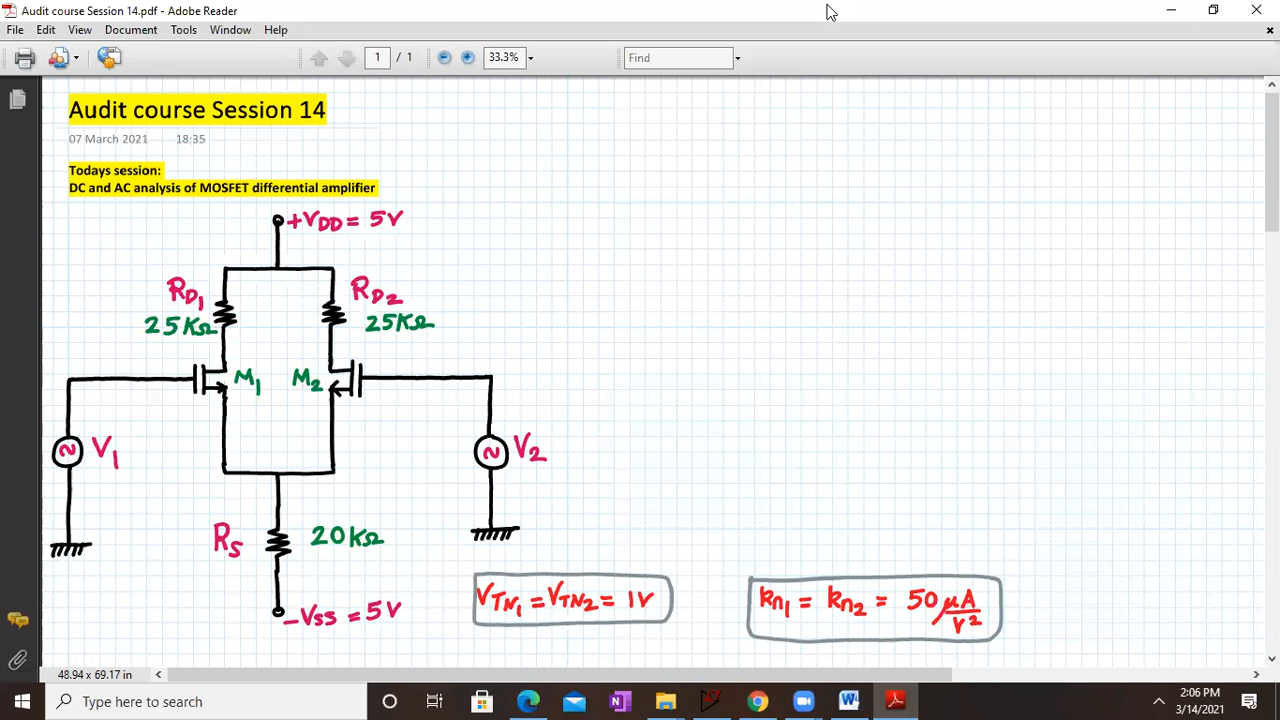 Audit course Session 14.pdf - Adobe Reader
File Edit View Document Tools Window Help
1 / 1 33.3% Find
Audit course Session 14
07 March 2021 18:35
Todays session:
DC and AC analysis of MOSFET differential amplifier
+VDD = 5V
RD1 RD2
25KΩ 25KΩ
M1 M2
V1 V2
RS 20KΩ
VTN1 = VTN2 = 1V
kn1 = kn2 = 50 μA/V²
-VSS = 5V
48.94 x 69.17 in
Type here to search
2:06 PM
3/14/2021